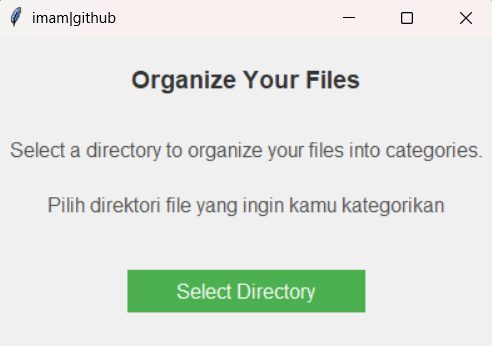 imam|github
Organize Your Files
Select a directory to organize your files into categories.
Pilih direktori file yang ingin kamu kategorikan
Select Directory